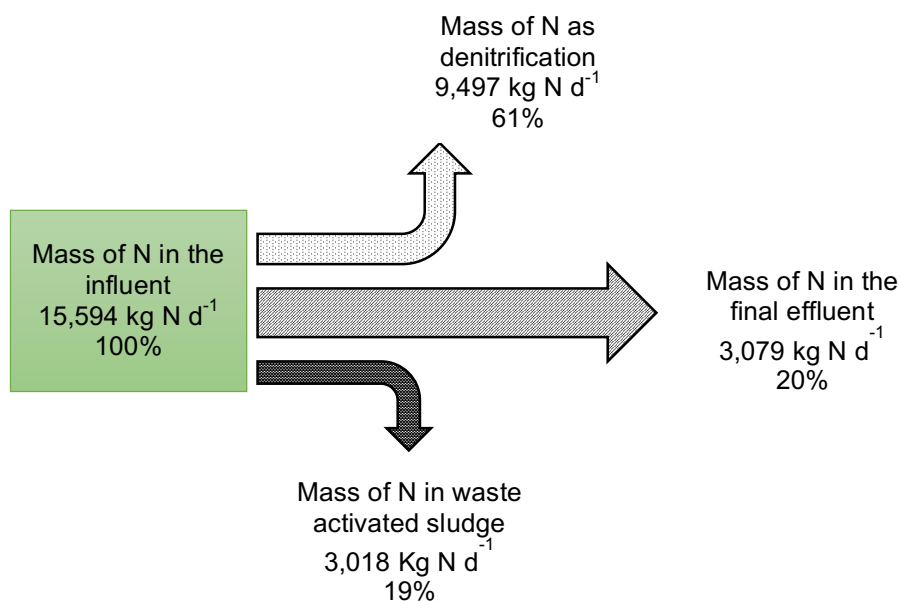 Mass of N as
denitrification
9,497 kg N d⁻¹
61%
Mass of N in the
influent
15,594 kg N d⁻¹
100%
Mass of N in the
final effluent
3,079 kg N d⁻¹
20%
Mass of N in waste
activated sludge
3,018 Kg N d⁻¹
19%